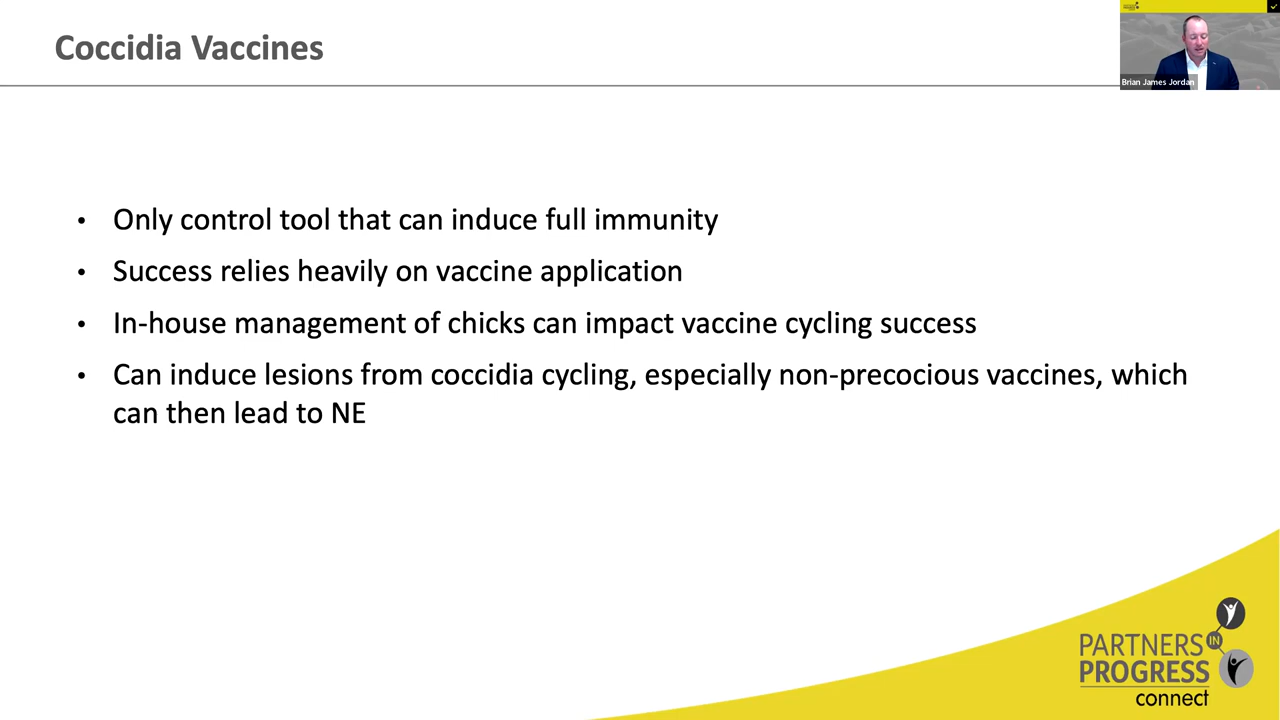 Coccidia Vaccines
Brian James Jordan
• Only control tool that can induce full immunity
• Success relies heavily on vaccine application
• In-house management of chicks can impact vaccine cycling success
• Can induce lesions from coccidia cycling, especially non-precocious vaccines, which
can then lead to NE
PARTNERS IN
PROGRESS
connect